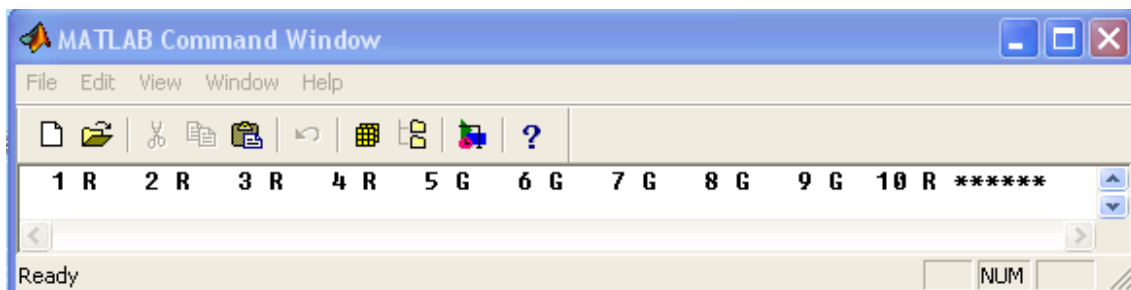 MATLAB Command Window
File Edit View Window Help
?
1 R 2 R 3 R 4 R 5 G 6 G 7 G 8 G 9 G 10 R ******
Ready NUM